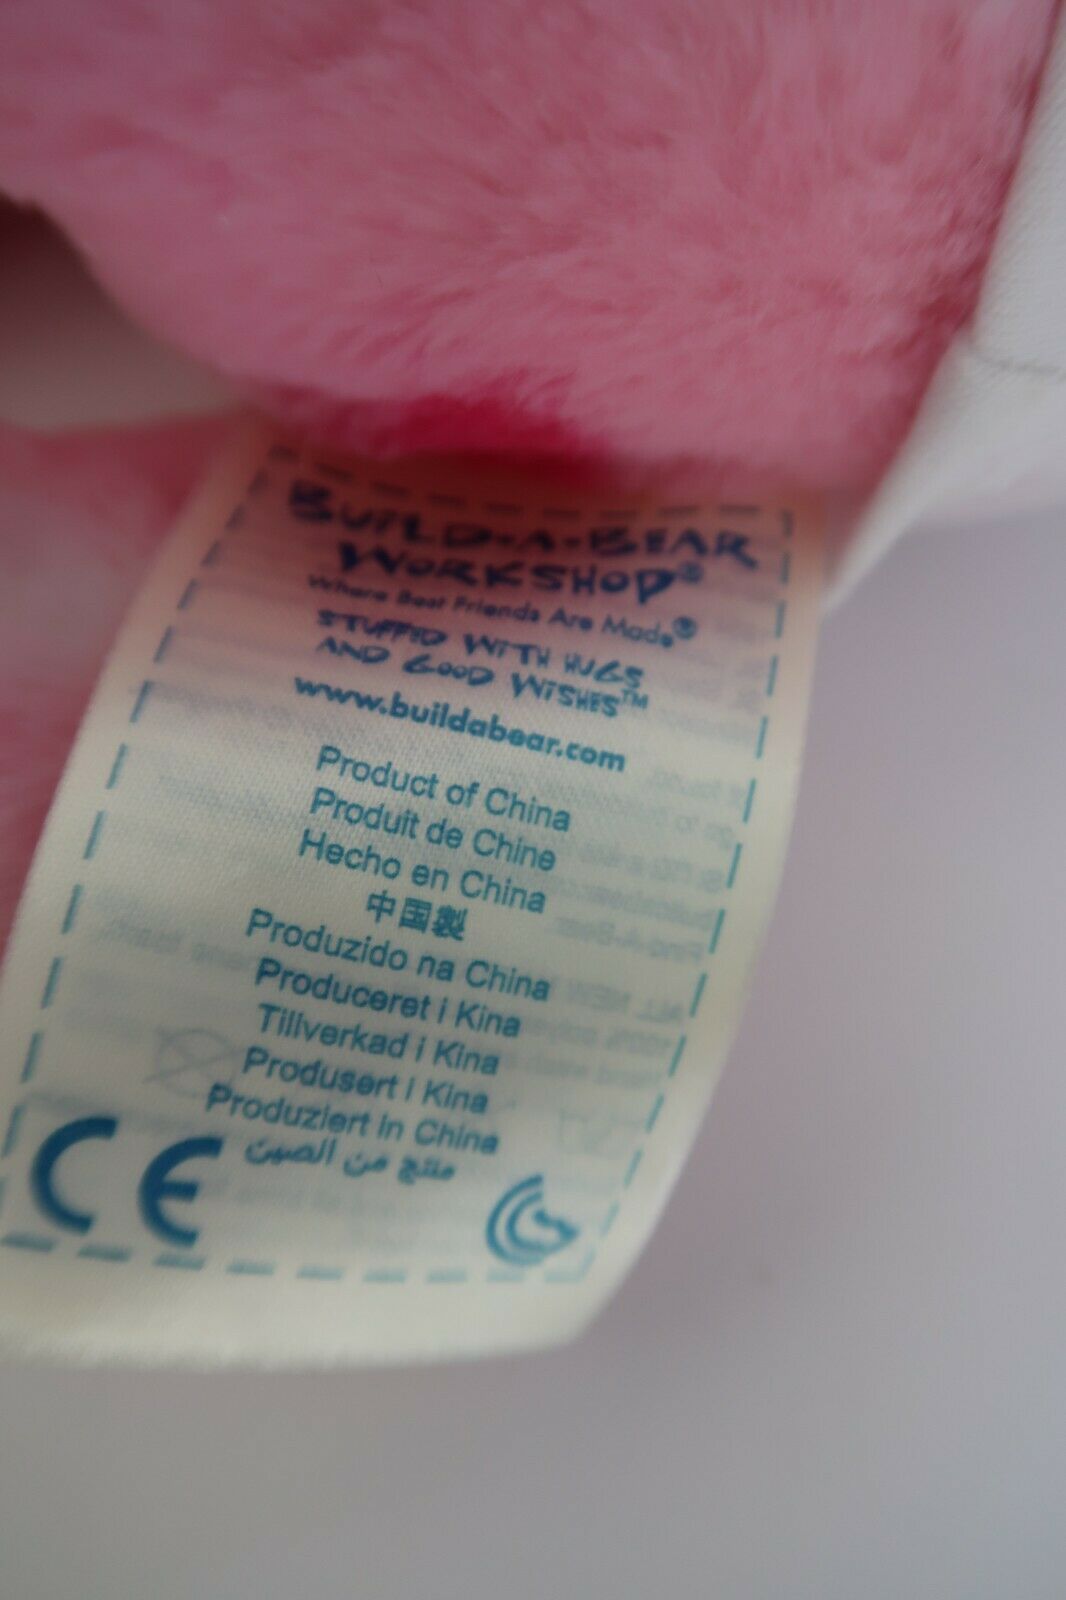 BUILD-A-BEAR
WORKSHOP®
Where Best Friends Are Made®
STUFFED WITH HUGS
AND GOOD WISHES™
www.buildabear.com
Product of China
Produit de Chine
Hecho en China
中国製
Produzido na China
Produceret i Kina
Tillverkad i Kina
Produsert i Kina
Produziert in China
منتج من الصين
CE